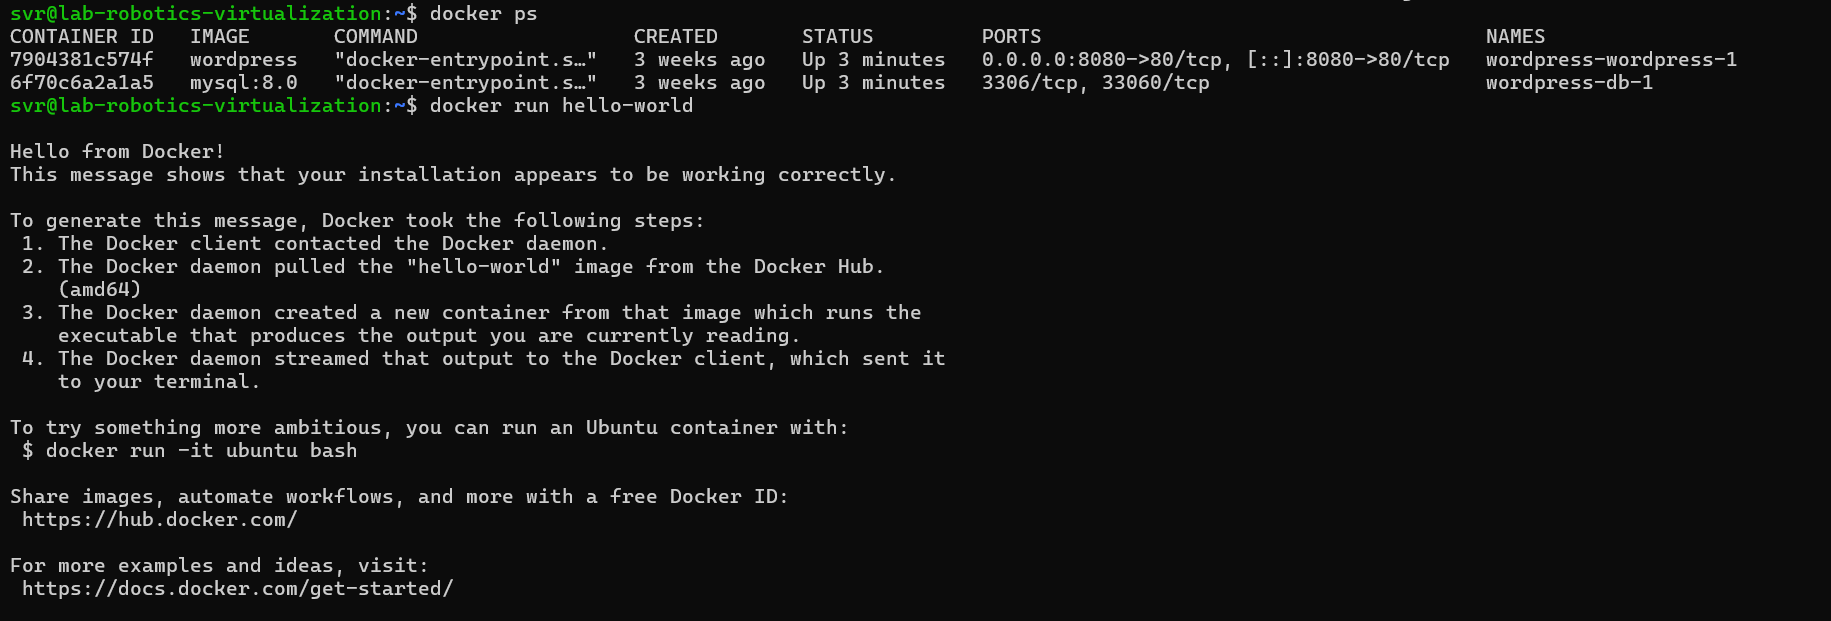 svr@lab-robotics-virtualization:~$ docker ps
CONTAINER ID   IMAGE       COMMAND                  CREATED       STATUS         PORTS                                     NAMES
7904381c574f   wordpress   "docker-entrypoint.s…"   3 weeks ago   Up 3 minutes   0.0.0.0:8080->80/tcp, [::]:8080->80/tcp   wordpress-wordpress-1
6f70c6a2a1a5   mysql:8.0   "docker-entrypoint.s…"   3 weeks ago   Up 3 minutes   3306/tcp, 33060/tcp                       wordpress-db-1
svr@lab-robotics-virtualization:~$ docker run hello-world

Hello from Docker!
This message shows that your installation appears to be working correctly.

To generate this message, Docker took the following steps:
 1. The Docker client contacted the Docker daemon.
 2. The Docker daemon pulled the "hello-world" image from the Docker Hub.
    (amd64)
 3. The Docker daemon created a new container from that image which runs the
    executable that produces the output you are currently reading.
 4. The Docker daemon streamed that output to the Docker client, which sent it
    to your terminal.

To try something more ambitious, you can run an Ubuntu container with:
 $ docker run -it ubuntu bash

Share images, automate workflows, and more with a free Docker ID:
 https://hub.docker.com/

For more examples and ideas, visit:
 https://docs.docker.com/get-started/